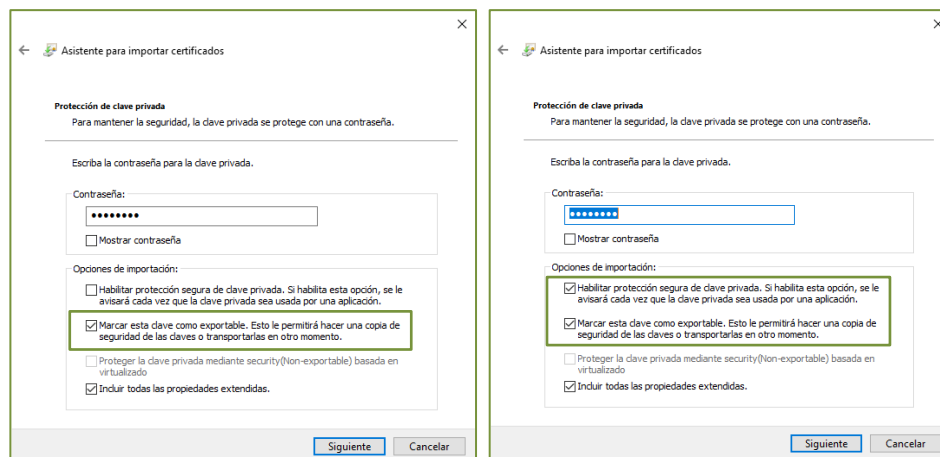 Asistente para importar certificados
Protección de clave privada
Para mantener la seguridad, la clave privada se protege con una contraseña.
Escriba la contraseña para la clave privada.
Contraseña:
••••••••
Mostrar contraseña
Opciones de importación:
Habilitar protección segura de clave privada. Si habilita esta opción, se le
avisará cada vez que la clave privada sea usada por una aplicación.
Marcar esta clave como exportable. Esto le permitirá hacer una copia de
seguridad de las claves o transportarlas en otro momento.
Proteger la clave privada mediante security(Non-exportable) basada en
virtualizado
Incluir todas las propiedades extendidas.
Siguiente
Cancelar
Asistente para importar certificados
Protección de clave privada
Para mantener la seguridad, la clave privada se protege con una contraseña.
Escriba la contraseña para la clave privada.
Contraseña:
••••••••
Mostrar contraseña
Opciones de importación:
Habilitar protección segura de clave privada. Si habilita esta opción, se le
avisará cada vez que la clave privada sea usada por una aplicación.
Marcar esta clave como exportable. Esto le permitirá hacer una copia de
seguridad de las claves o transportarlas en otro momento.
Proteger la clave privada mediante security(Non-exportable) basada en
virtualizado
Incluir todas las propiedades extendidas.
Siguiente
Cancelar